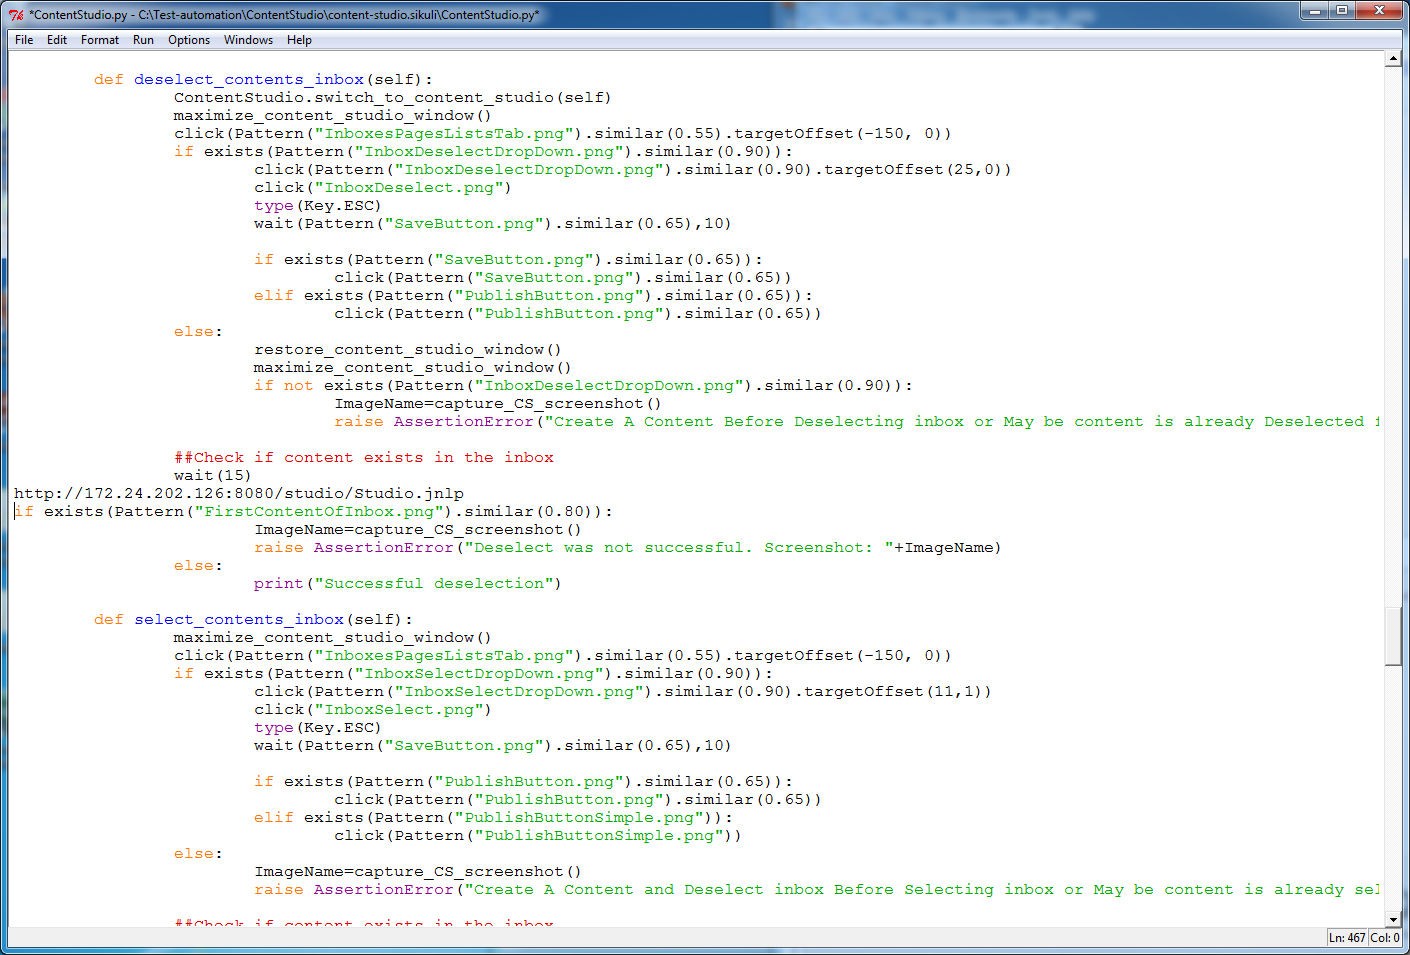 *ContentStudio.py - C:\Test-automation\ContentStudio\content-studio.sikuli\ContentStudio.py*
File Edit Format Run Options Windows Help
def deselect_contents_inbox(self):
ContentStudio.switch_to_content_studio(self)
maximize_content_studio_window()
click(Pattern("InboxesPagesListsTab.png").similar(0.55).targetOffset(-150, 0))
if exists(Pattern("InboxDeselectDropDown.png").similar(0.90)):
click(Pattern("InboxDeselectDropDown.png").similar(0.90).targetOffset(25,0))
click("InboxDeselect.png")
type(Key.ESC)
wait(Pattern("SaveButton.png").similar(0.65),10)
if exists(Pattern("SaveButton.png").similar(0.65)):
click(Pattern("SaveButton.png").similar(0.65))
elif exists(Pattern("PublishButton.png").similar(0.65)):
click(Pattern("PublishButton.png").similar(0.65))
else:
restore_content_studio_window()
maximize_content_studio_window()
if not exists(Pattern("InboxDeselectDropDown.png").similar(0.90)):
ImageName=capture_CS_screenshot()
raise AssertionError("Create A Content Before Deselecting inbox or May be content is already Deselected
##Check if content exists in the inbox
wait(15)
http://172.24.202.126:8080/studio/Studio.jnlp
if exists(Pattern("FirstContentOfInbox.png").similar(0.80)):
ImageName=capture_CS_screenshot()
raise AssertionError("Deselect was not successful. Screenshot: "+ImageName)
else:
print("Successful deselection")
def select_contents_inbox(self):
maximize_content_studio_window()
click(Pattern("InboxesPagesListsTab.png").similar(0.55).targetOffset(-150, 0))
if exists(Pattern("InboxSelectDropDown.png").similar(0.90)):
click(Pattern("InboxSelectDropDown.png").similar(0.90).targetOffset(11,1))
click("InboxSelect.png")
type(Key.ESC)
wait(Pattern("SaveButton.png").similar(0.65),10)
if exists(Pattern("PublishButton.png").similar(0.65)):
click(Pattern("PublishButton.png").similar(0.65))
elif exists(Pattern("PublishButtonSimple.png")):
click(Pattern("PublishButtonSimple.png"))
else:
ImageName=capture_CS_screenshot()
raise AssertionError("Create A Content and Deselect inbox Before Selecting inbox or May be content is already sel
##Check if content exists in the inbox
Ln: 467 Col: 0